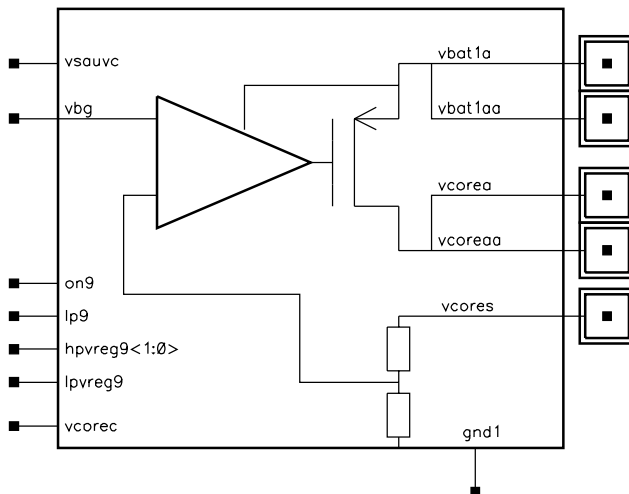 vsauvc
vbg
on9
lp9
hpvreg9<1:0>
lpvreg9
vcorec
vbat1a
vbat1aa
vcorea
vcoreaa
vcores
gnd1